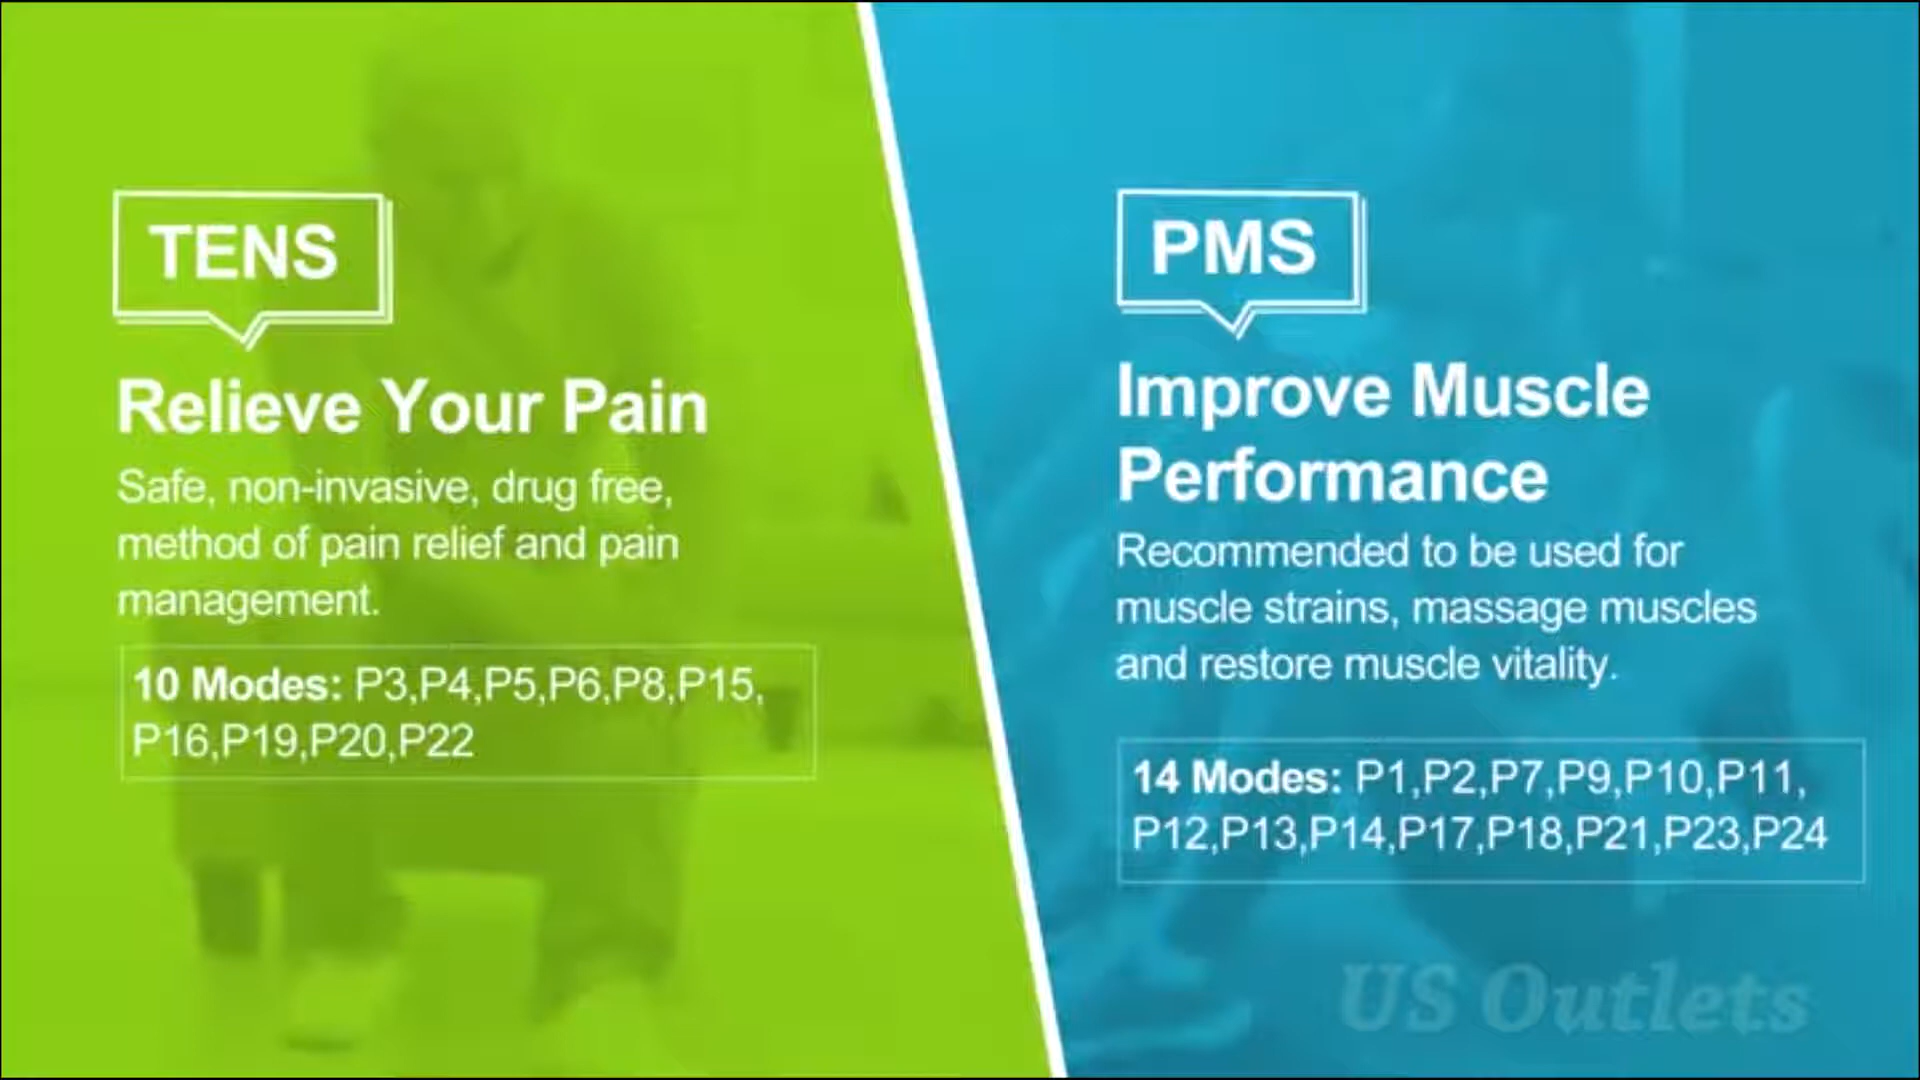 TENS
Relieve Your Pain
Safe, non-invasive, drug free,
method of pain relief and pain
management.
10 Modes: P3,P4,P5,P6,P8,P15,
P16,P19,P20,P22
PMS
Improve Muscle
Performance
Recommended to be used for
muscle strains, massage muscles
and restore muscle vitality.
14 Modes: P1,P2,P7,P9,P10,P11,
P12,P13,P14,P17,P18,P21,P23,P24
US Outlets